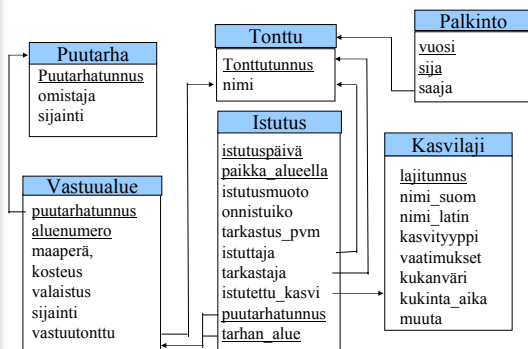 Puutarha
Puutarhatunnus
omistaja
sijainti
Tonttu
Tonttutunnus
nimi
Palkinto
vuosi
sija
saaja
Istutus
istutuspäivä
paikka_alueella
istutusmuoto
onnistuiko
tarkastus_pvm
istuttaja
tarkastaja
istutettu_kasvi
puutarhatunnus
tarhan_alue
Kasvilaji
lajitunnus
nimi_suom
nimi_latin
kasvityyppi
vaatimukset
kukanväri
kukinta_aika
muuta
Vastuualue
puutarhatunnus
aluenumero
maaperä,
kosteus
valaistus
sijainti
vastuutonttu